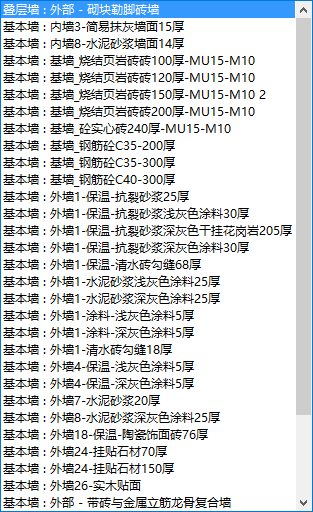 叠层墙 : 外部 - 砌块勒脚砖墙
基本墙 : 内墙3-简易抹灰墙面15厚
基本墙 : 内墙8-水泥砂浆墙面14厚
基本墙 : 基墙_烧结页岩砖砖100厚-MU15-M10
基本墙 : 基墙_烧结页岩砖砖120厚-MU15-M10
基本墙 : 基墙_烧结页岩砖砖150厚-MU15-M10 2
基本墙 : 基墙_烧结页岩砖砖200厚-MU15-M10
基本墙 : 基墙_砼实心砖240厚-MU15-M10
基本墙 : 基墙_钢筋砼C35-200厚
基本墙 : 基墙_钢筋砼C35-300厚
基本墙 : 基墙_钢筋砼C40-300厚
基本墙 : 外墙1-保温-抗裂砂浆25厚
基本墙 : 外墙1-保温-抗裂砂浆浅灰色涂料30厚
基本墙 : 外墙1-保温-抗裂砂浆深灰色干挂花岗岩205厚
基本墙 : 外墙1-保温-抗裂砂浆深灰色涂料30厚
基本墙 : 外墙1-保温-清水砖勾缝68厚
基本墙 : 外墙1-水泥砂浆浅灰色涂料25厚
基本墙 : 外墙1-水泥砂浆深灰色涂料25厚
基本墙 : 外墙1-涂料-浅灰色涂料5厚
基本墙 : 外墙1-涂料-深灰色涂料5厚
基本墙 : 外墙1-清水砖勾缝18厚
基本墙 : 外墙4-保温-浅灰色涂料5厚
基本墙 : 外墙4-保温-深灰色涂料5厚
基本墙 : 外墙7-水泥砂浆20厚
基本墙 : 外墙8-水泥砂浆深灰色涂料25厚
基本墙 : 外墙18-保温-陶瓷饰面砖76厚
基本墙 : 外墙24-挂贴石材70厚
基本墙 : 外墙24-挂贴石材150厚
基本墙 : 外墙26-实木贴面
基本墙 : 外部 - 带砖与金属立筋龙骨复合墙